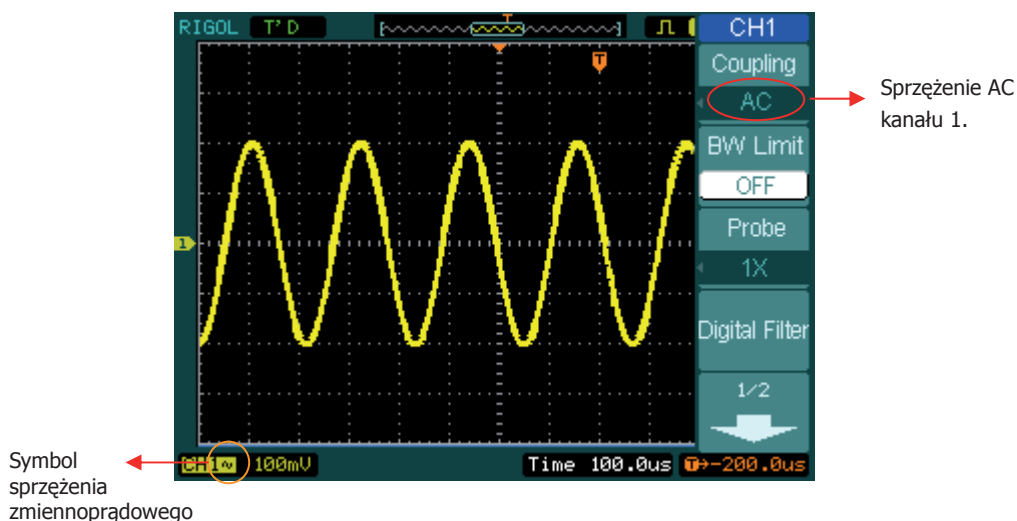 RIGOL T'D
T
CH1
Coupling
AC
BW Limit
OFF
Probe
1X
Digital Filter
1/2
T
1
CH1~ 100mV Time 100.0us T→-200.0us
Sprzężenie AC
kanału 1.
Symbol
sprzężenia
zmiennoprądowego